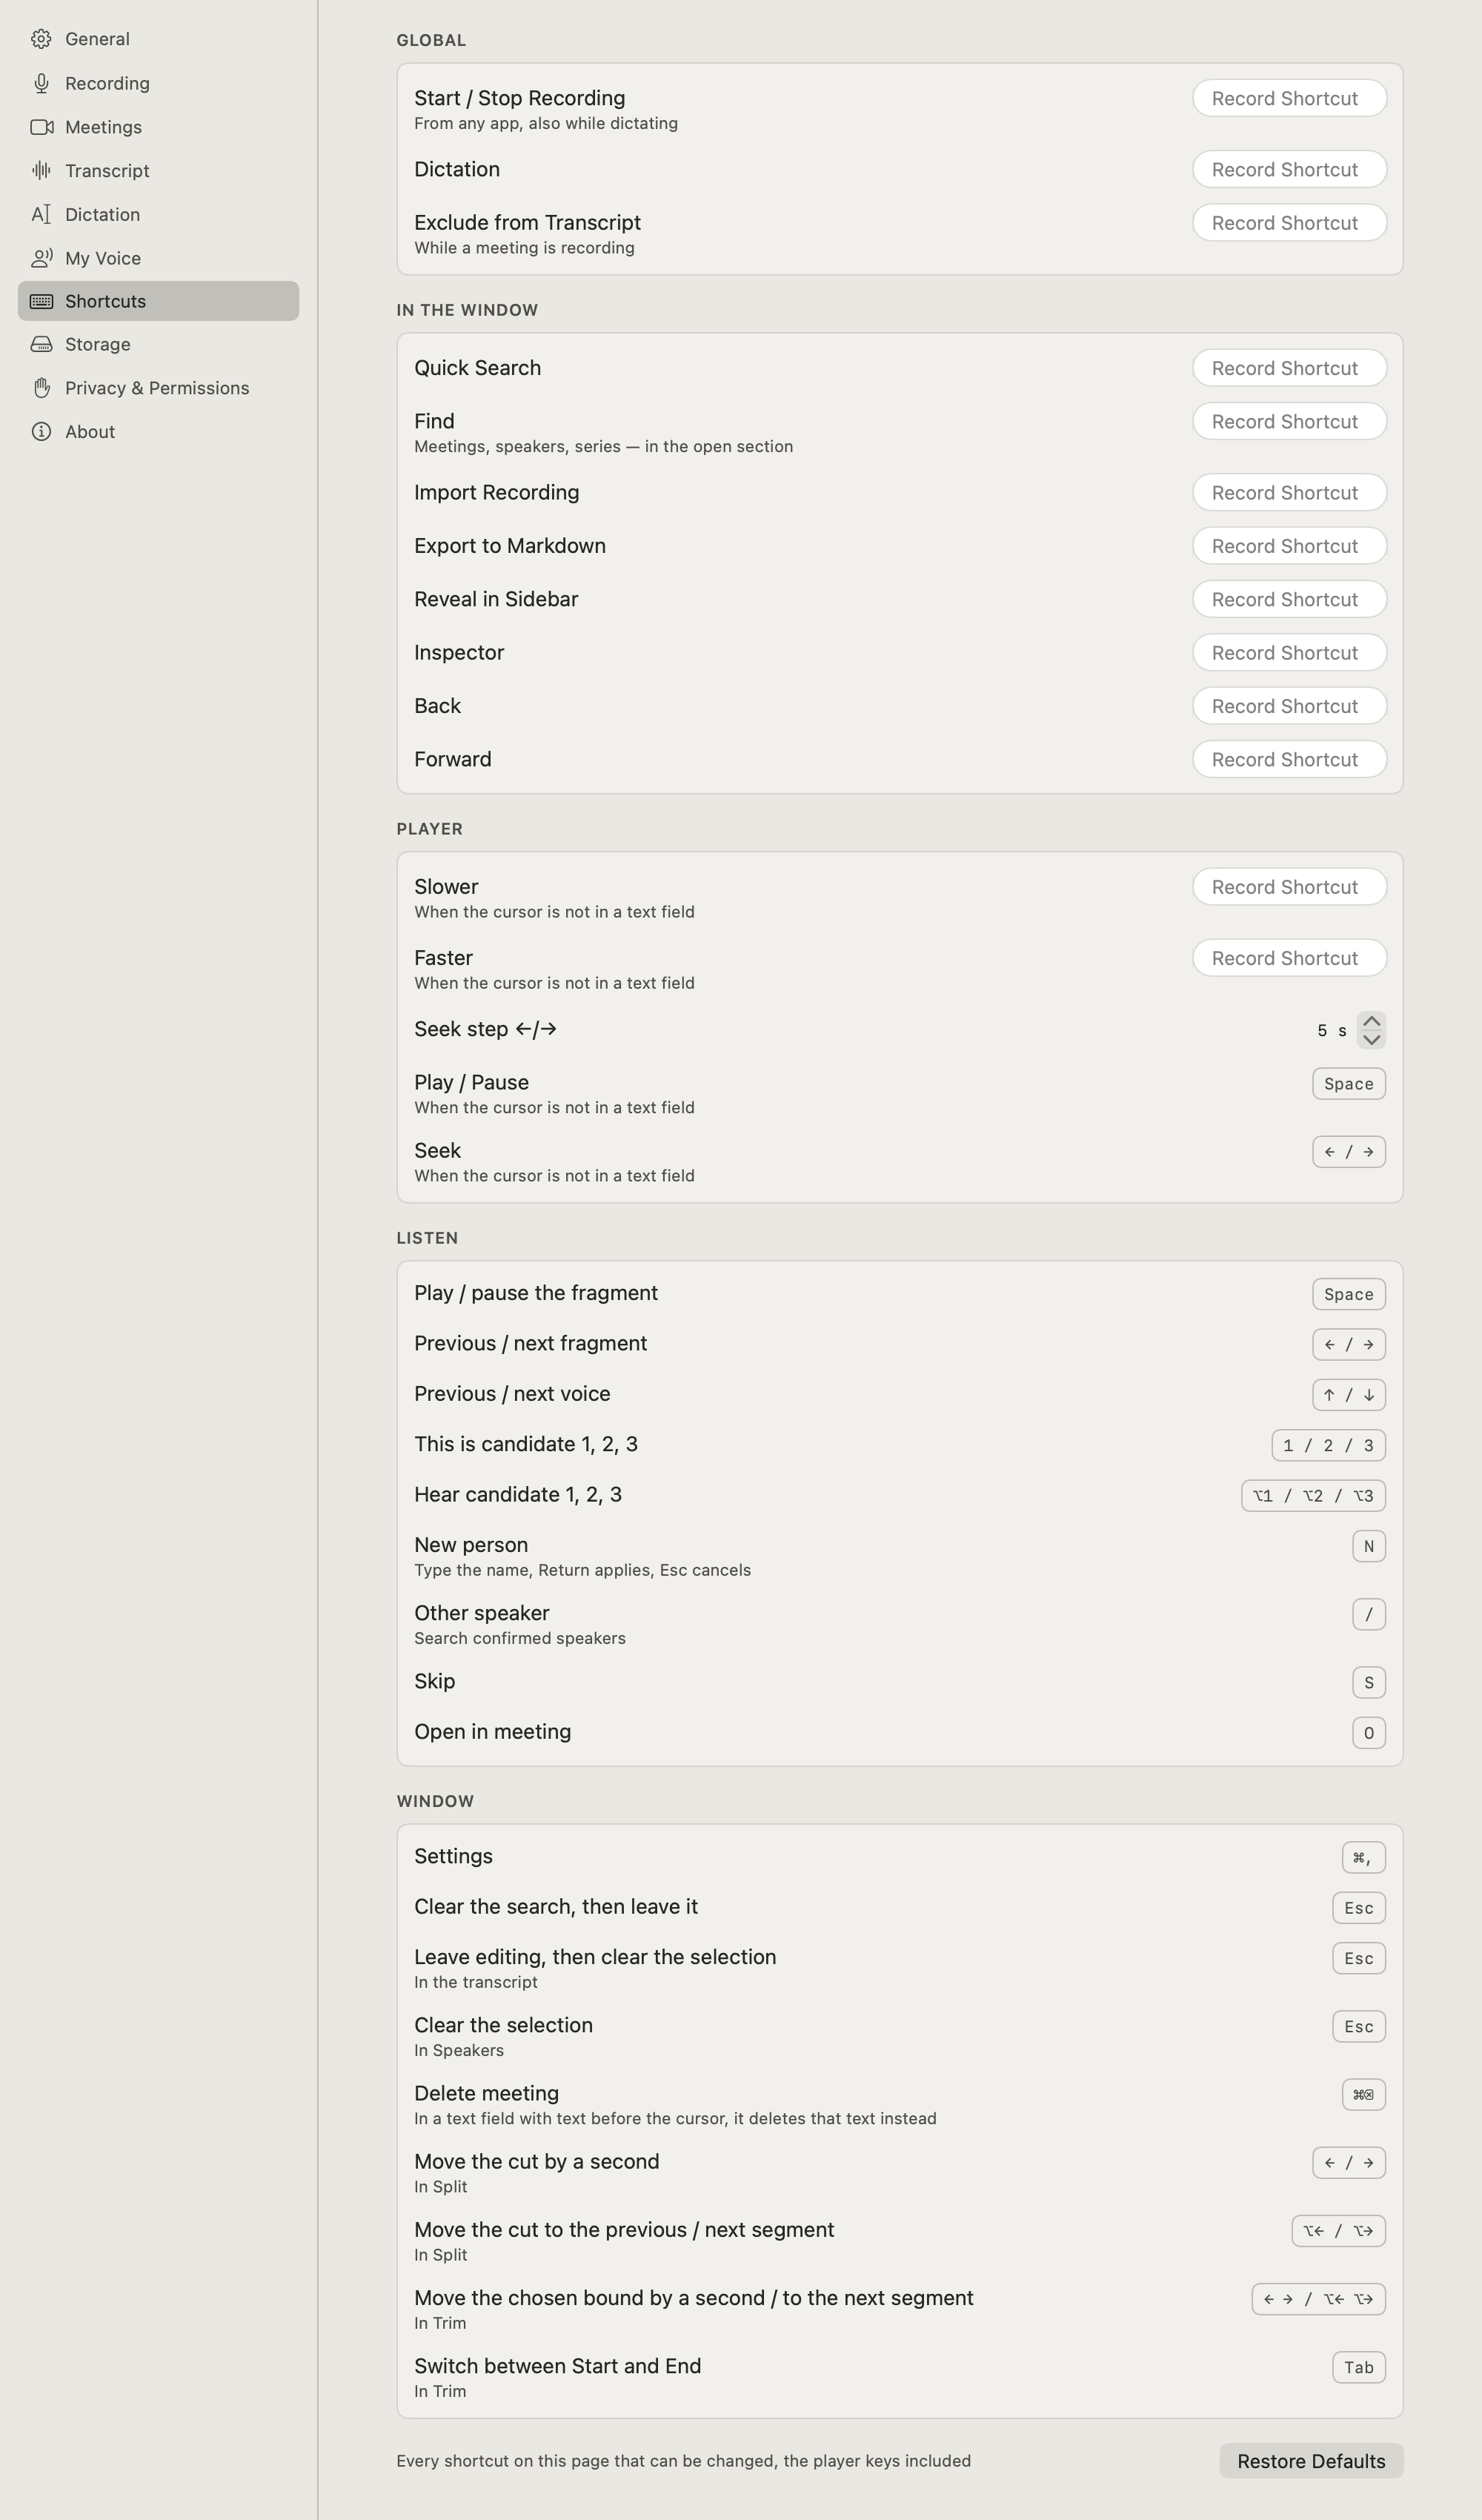 General
Recording
Meetings
Transcript
Dictation
My Voice
Shortcuts
Storage
Privacy & Permissions
About
GLOBAL
Start / Stop Recording
Record Shortcut
From any app, also while dictating
Dictation
Record Shortcut
Exclude from Transcript
Record Shortcut
While a meeting is recording
IN THE WINDOW
Quick Search
Record Shortcut
Find
Record Shortcut
Meetings, speakers, series — in the open section
Import Recording
Record Shortcut
Export to Markdown
Record Shortcut
Reveal in Sidebar
Record Shortcut
Inspector
Record Shortcut
Back
Record Shortcut
Forward
Record Shortcut
PLAYER
Slower
Record Shortcut
When the cursor is not in a text field
Faster
Record Shortcut
When the cursor is not in a text field
Seek step ←/→
5 s
Play / Pause
Space
When the cursor is not in a text field
Seek
← / →
When the cursor is not in a text field
LISTEN
Play / pause the fragment
Space
Previous / next fragment
← / →
Previous / next voice
↑ / ↓
This is candidate 1, 2, 3
1 / 2 / 3
Hear candidate 1, 2, 3
⌥1 / ⌥2 / ⌥3
New person
N
Type the name, Return applies, Esc cancels
Other speaker
/
Search confirmed speakers
Skip
S
Open in meeting
O
WINDOW
Settings
⌘,
Clear the search, then leave it
Esc
Leave editing, then clear the selection
Esc
In the transcript
Clear the selection
Esc
In Speakers
Delete meeting
⌘⌫
In a text field with text before the cursor, it deletes that text instead
Move the cut by a second
← / →
In Split
Move the cut to the previous / next segment
⌥← / ⌥→
In Split
Move the chosen bound by a second / to the next segment
← → / ⌥← ⌥→
In Trim
Switch between Start and End
Tab
In Trim
Every shortcut on this page that can be changed, the player keys included
Restore Defaults